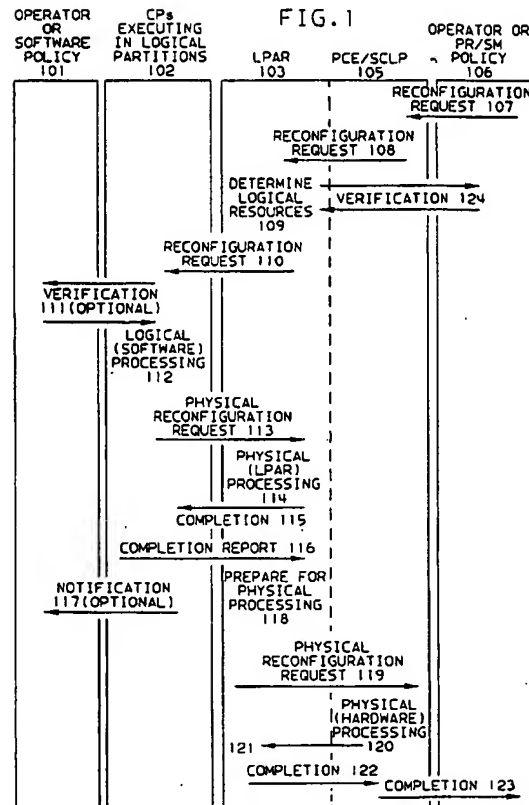 FIG.1
OPERATOR
OR
SOFTWARE
POLICY
101
CPs
EXECUTING
IN LOGICAL
PARTITIONS
102
LPAR
103
PCE/SCLP
105
OPERATOR OR
PR/SM
POLICY
106
RECONFIGURATION
REQUEST 107
RECONFIGURATION
REQUEST 108
DETERMINE
LOGICAL
RESOURCES
109
VERIFICATION 124
RECONFIGURATION
REQUEST 110
VERIFICATION
111(OPTIONAL)
LOGICAL
(SOFTWARE)
PROCESSING
112
PHYSICAL
RECONFIGURATION
REQUEST 113
PHYSICAL
(LPAR)
PROCESSING
114
COMPLETION 115
COMPLETION REPORT 116
NOTIFICATION
117(OPTIONAL)
PREPARE FOR
PHYSICAL
PROCESSING
118
PHYSICAL
RECONFIGURATION
REQUEST 119
PHYSICAL
(HARDWARE)
PROCESSING
120
121
COMPLETION 122
COMPLETION 123